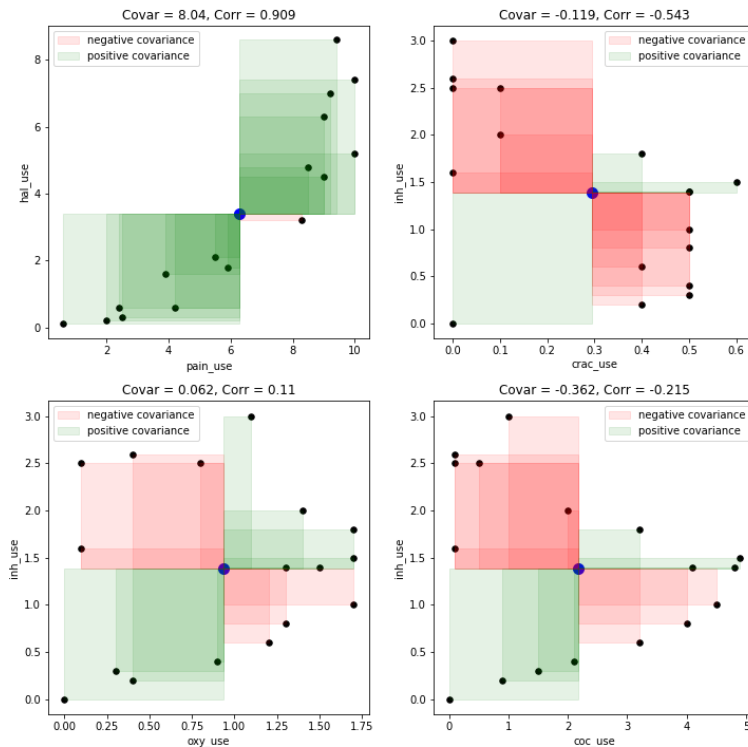 Covar = 8.04, Corr = 0.909
negative covariance
positive covariance
hal_use
8
6
4
2
0
2
4
6
8
10
pain_use
Covar = -0.119, Corr = -0.543
negative covariance
positive covariance
inh_use
3.0
2.5
2.0
1.5
1.0
0.5
0.0
0.0
0.1
0.2
0.3
0.4
0.5
0.6
crac_use
Covar = 0.062, Corr = 0.11
negative covariance
positive covariance
inh_use
3.0
2.5
2.0
1.5
1.0
0.5
0.0
0.00
0.25
0.50
0.75
1.00
1.25
1.50
1.75
oxy_use
Covar = -0.362, Corr = -0.215
negative covariance
positive covariance
inh_use
3.0
2.5
2.0
1.5
1.0
0.5
0.0
0
1
2
3
4
5
coc_use